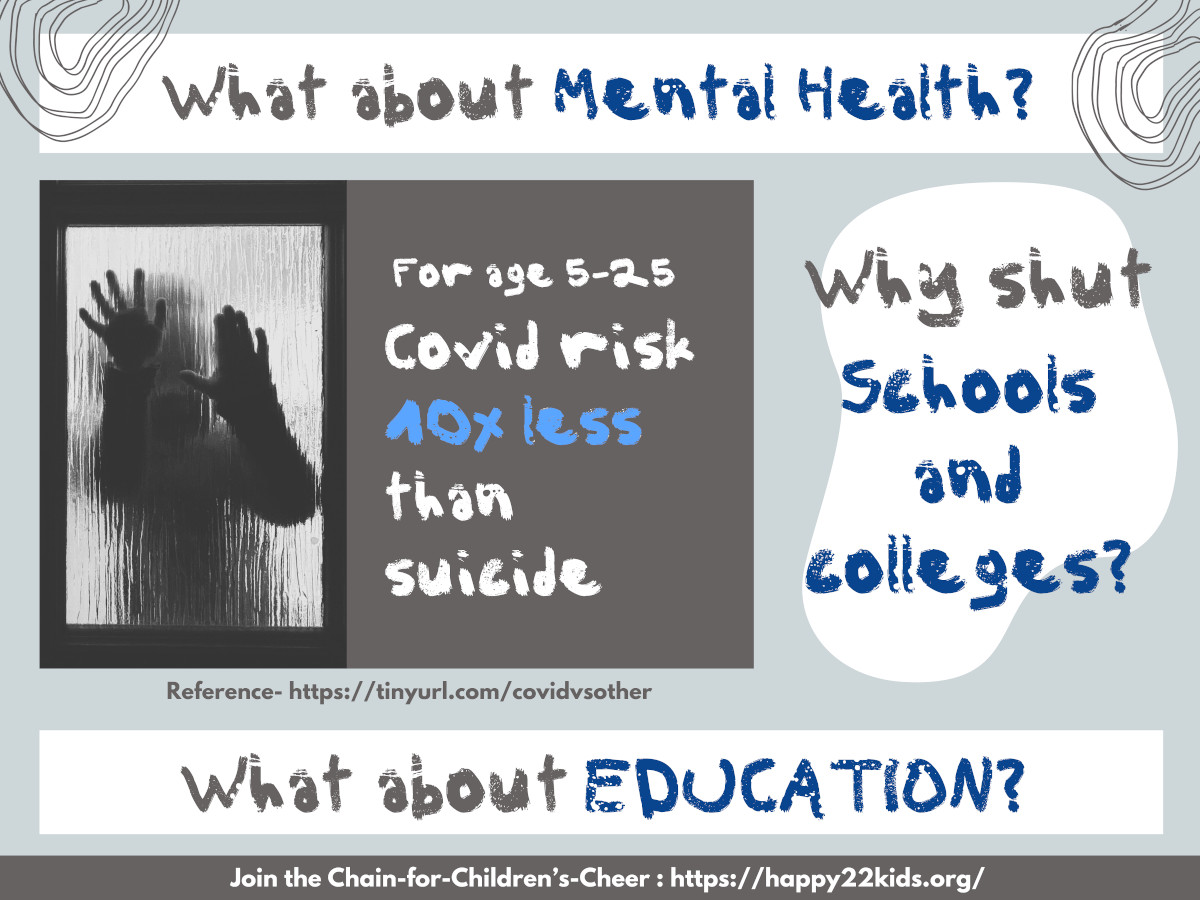 What about Mental Health?
For age 5-25
Covid risk
10x less
than
suicide
Why shut
Schools
and
colleges?
Reference- https://tinyurl.com/covidvsother
What about EDUCATION?
Join the Chain-for-Children's-Cheer : https://happy22kids.org/